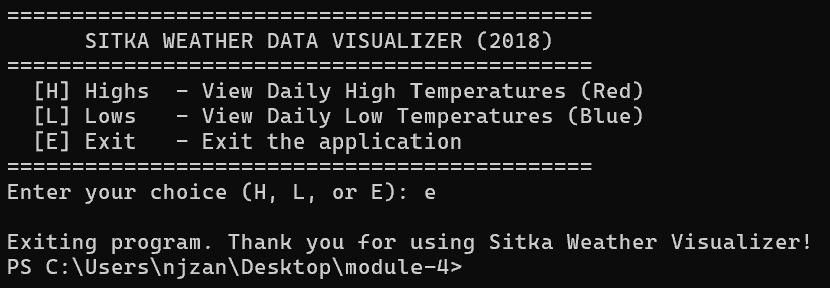 =============================================
      SITKA WEATHER DATA VISUALIZER (2018)
=============================================
  [H] Highs  - View Daily High Temperatures (Red)
  [L] Lows   - View Daily Low Temperatures (Blue)
  [E] Exit   - Exit the application
=============================================
Enter your choice (H, L, or E): e

Exiting program. Thank you for using Sitka Weather Visualizer!
PS C:\Users\njzan\Desktop\module-4>